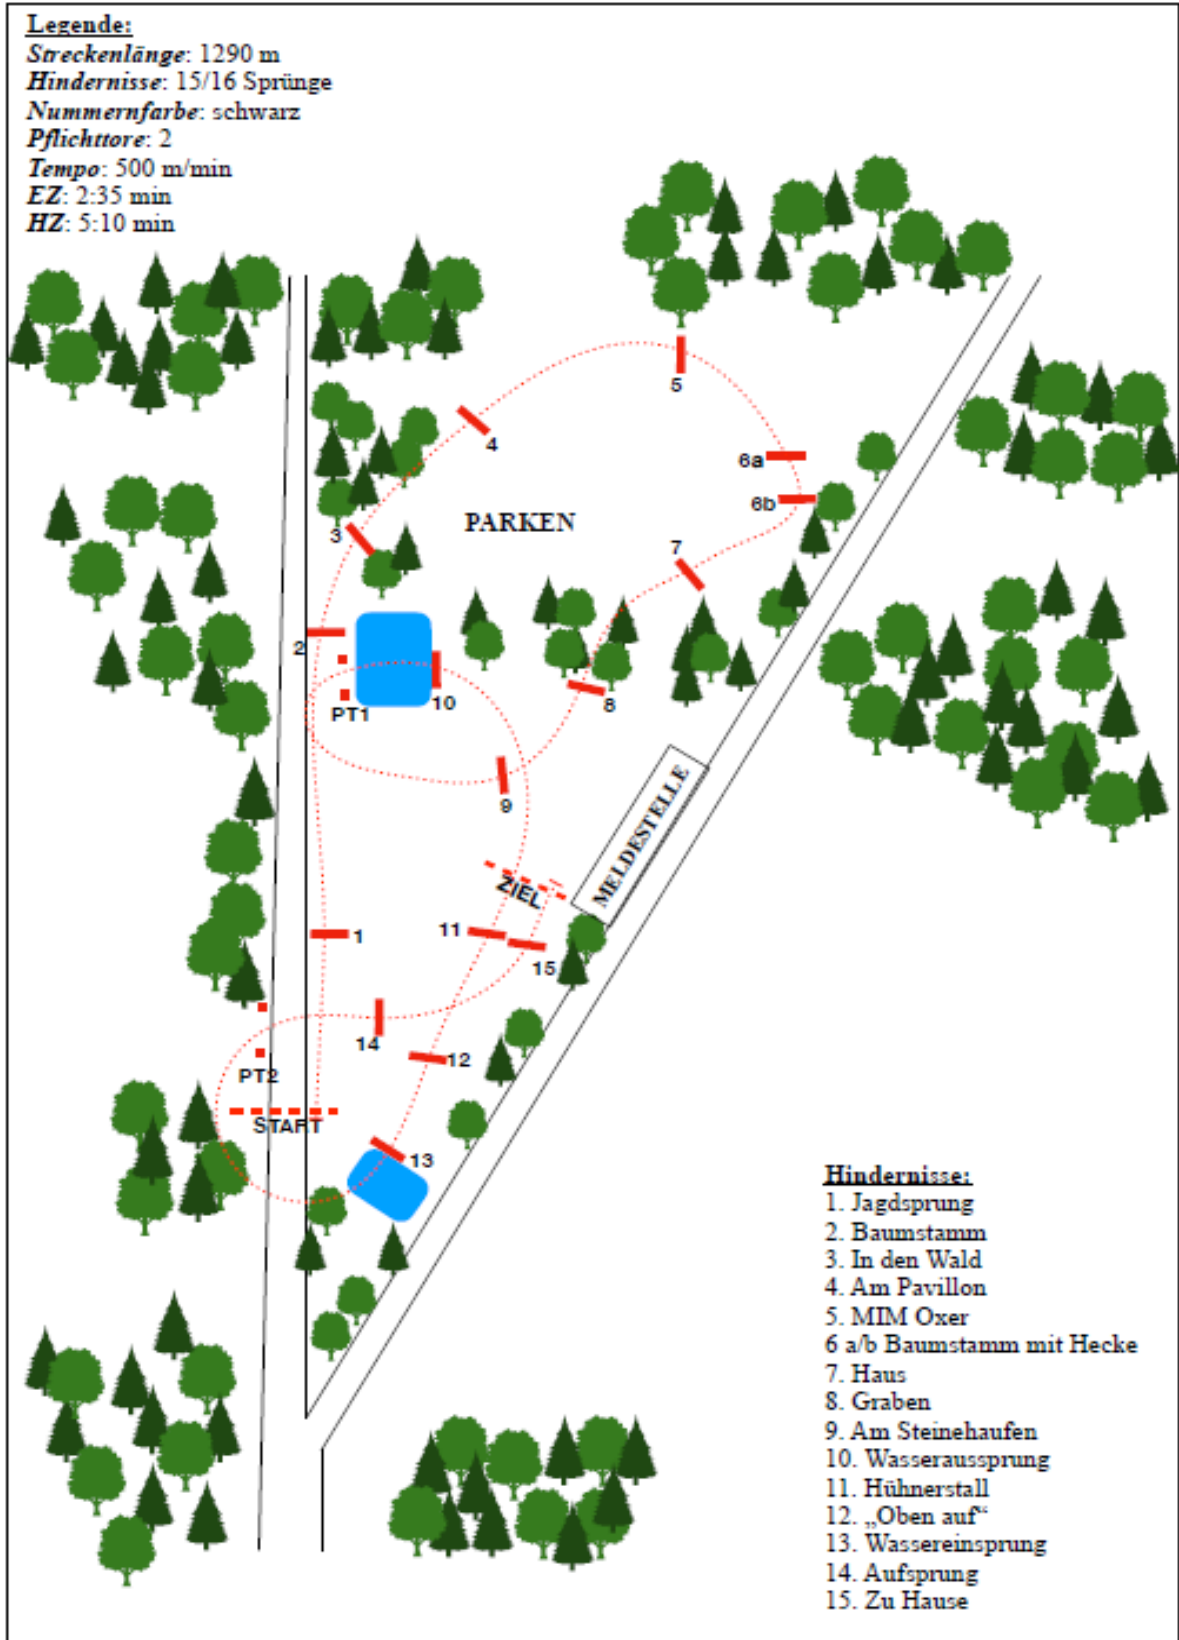 Legende:
Streckenlänge: 1290 m
Hindernisse: 15/16 Sprünge
Nummernfarbe: schwarz
Pflichttore: 2
Tempo: 500 m/min
EZ: 2:35 min
HZ: 5:10 min
5
4
6a
6b
PARKEN
3
7
2
10
8
PT1
9
MELDESTELLE
ZIEL
11
1
15
14
12
PT2
START
13
Hindernisse:
1. Jagdsprung
2. Baumstamm
3. In den Wald
4. Am Pavillon
5. MIM Oxer
6 a/b Baumstamm mit Hecke
7. Haus
8. Graben
9. Am Steinehaufen
10. Wasseraussprung
11. Hühnerstall
12. „Oben auf“
13. Wassereinsprung
14. Aufsprung
15. Zu Hause